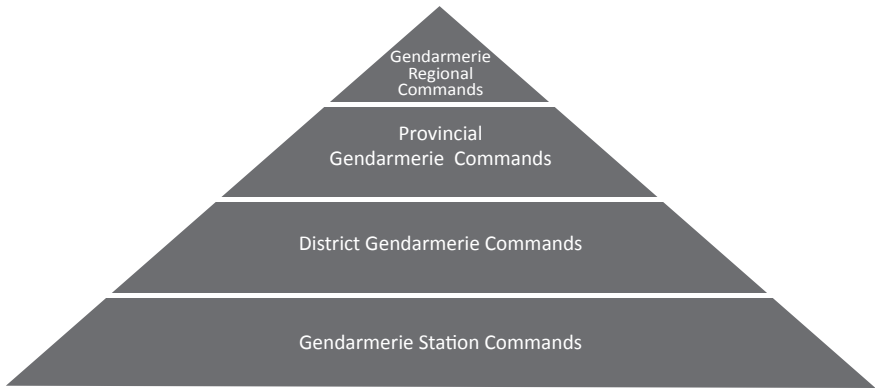 Gendarmerie
Regional
Commands
Provincial
Gendarmerie Commands
District Gendarmerie Commands
Gendarmerie Station Commands